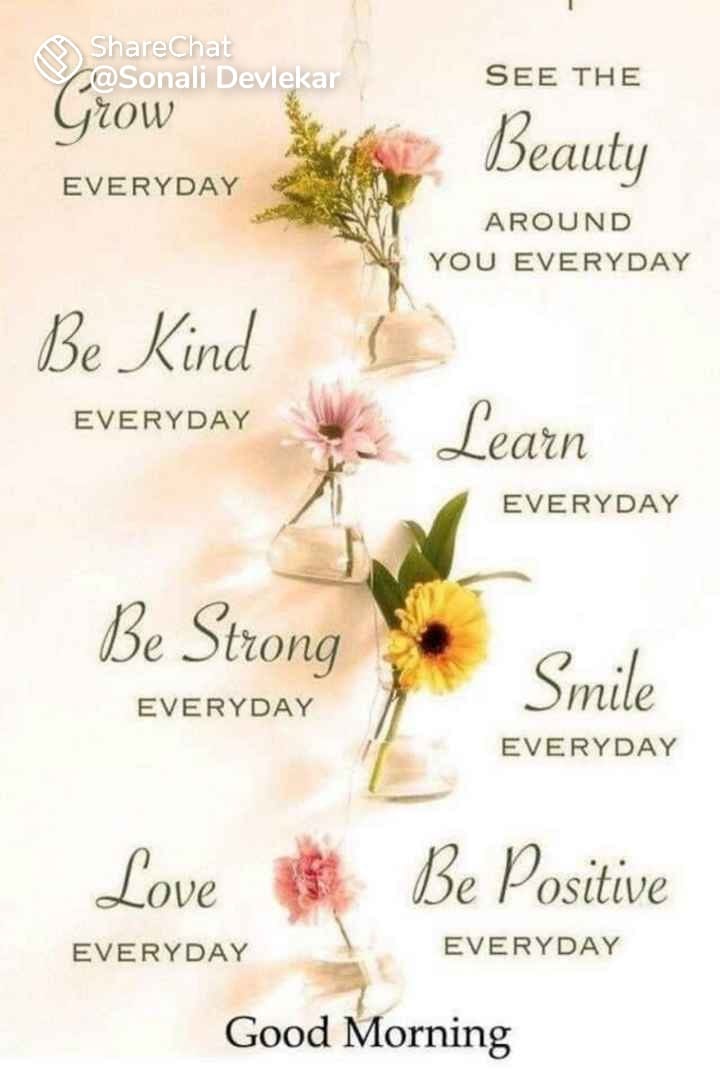 ShareChat
@Sonali Devlekar
Grow
EVERYDAY
SEE THE
Beauty
AROUND
YOU EVERYDAY
Be Kind
EVERYDAY
Learn
EVERYDAY
Be Strong
EVERYDAY
Smile
EVERYDAY
Love
EVERYDAY
Be Positive
EVERYDAY
Good Morning